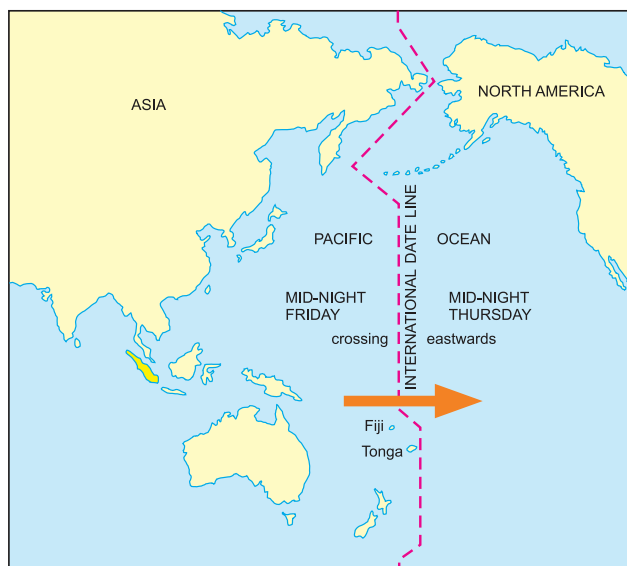 ASIA
NORTH AMERICA
PACIFIC
OCEAN
INTERNATIONAL DATE LINE
MID-NIGHT
FRIDAY
MID-NIGHT
THURSDAY
crossing
eastwards
Fiji
Tonga